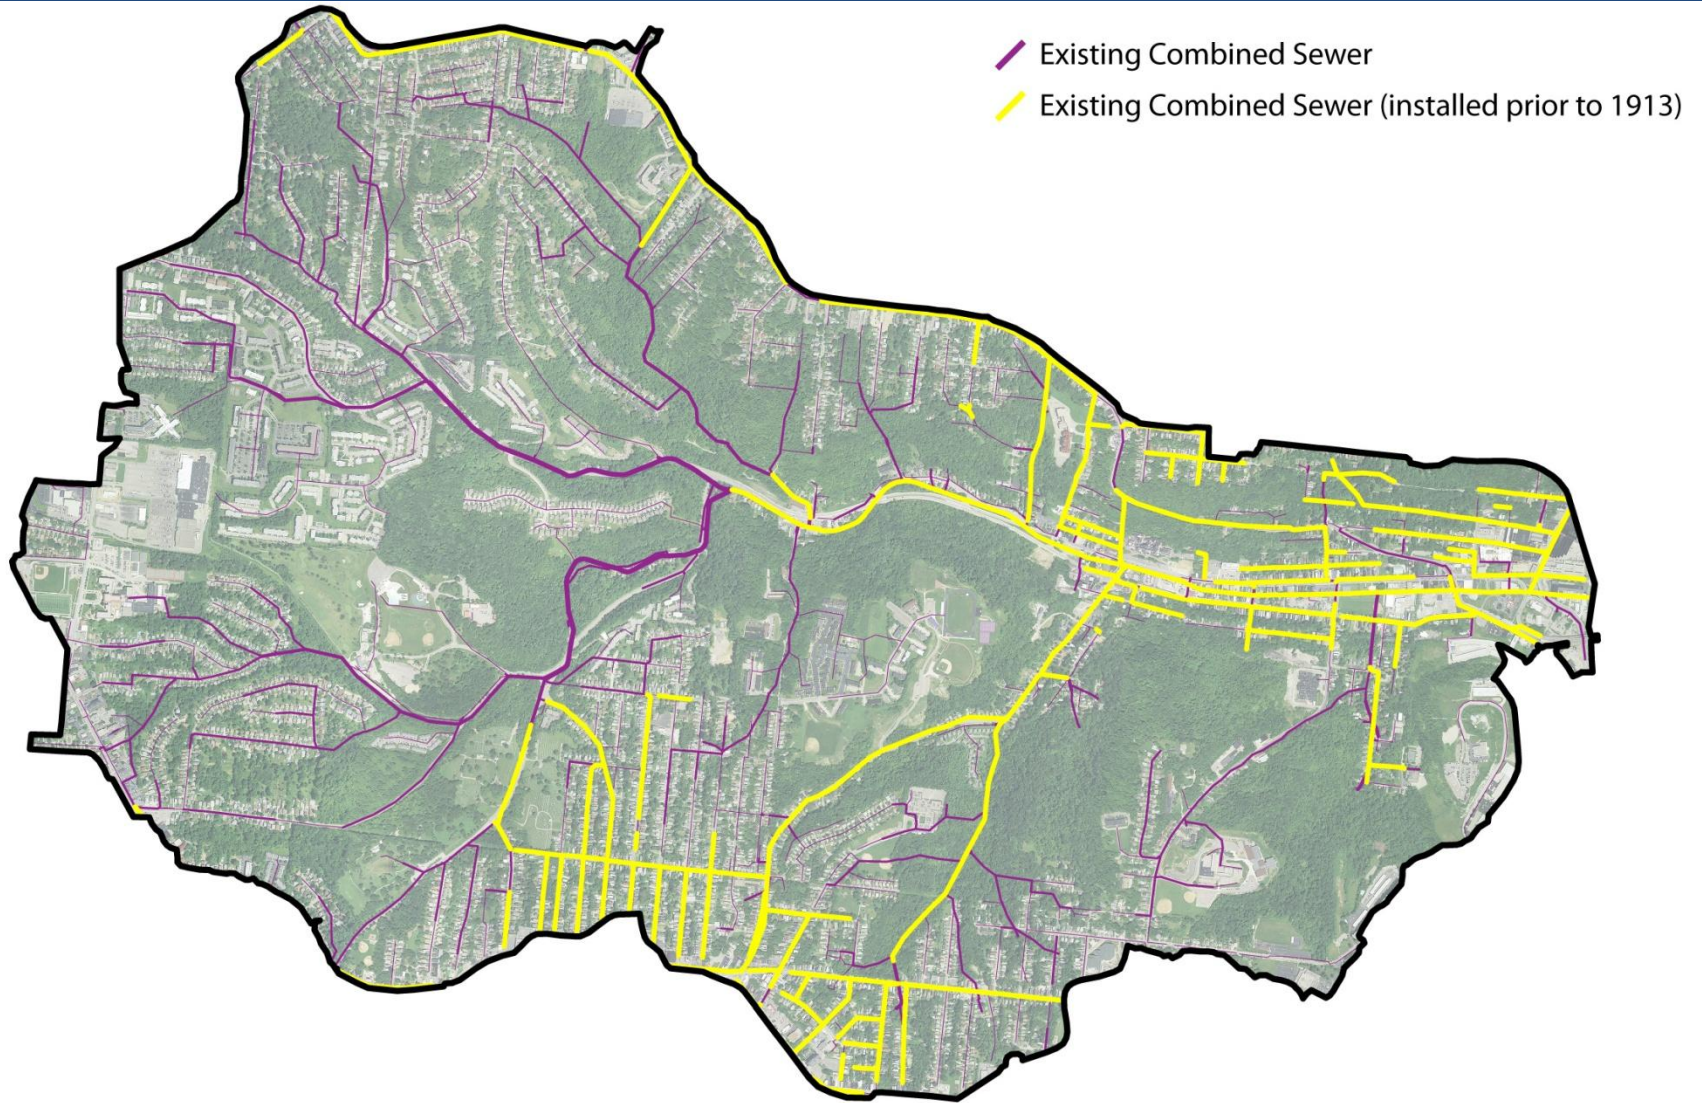 Existing Combined Sewer
Existing Combined Sewer (installed prior to 1913)